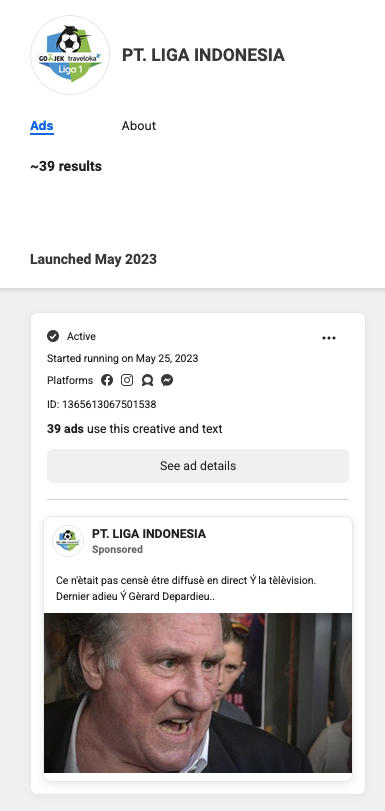 GO JEK traveloka
Liga 1
PT. LIGA INDONESIA
Ads
About
~39 results
Launched May 2023
Active
Started running on May 25, 2023
Platforms
ID: 1365613067501538
39 ads use this creative and text
See ad details
PT. LIGA INDONESIA
Sponsored
Ce n'ètait pas censè étre diffusè en direct Ý la tèlèvision.
Dernier adieu Ý Gèrard Depardieu..